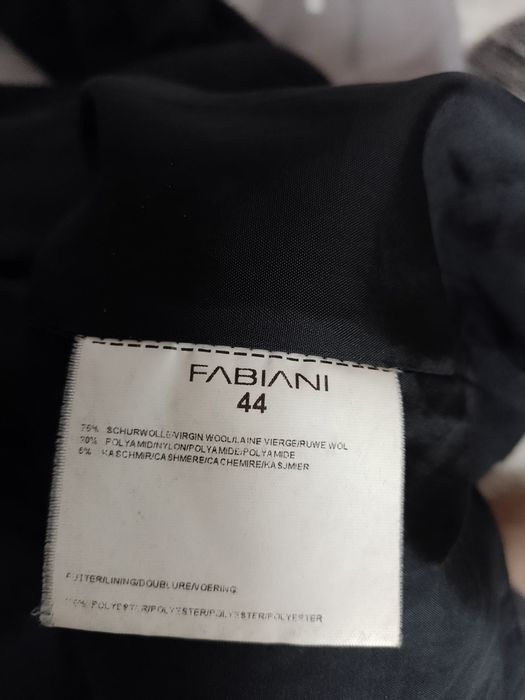 FABIANI
44
75% SCHURWOLLE/VIRGIN WOOL/LAINE VIERGE/RUWE WOL
20% POLYAMID/NYLON/POLYAMIDE/POLYAMIDE
5% KASCHMIR/CASHMERE/CACHEMIRE/KASJMIER
FUTTER/LINING/DOUBLURE/VOERING
POLYESTER/POLYESTER/POLYESTER/POLYESTER